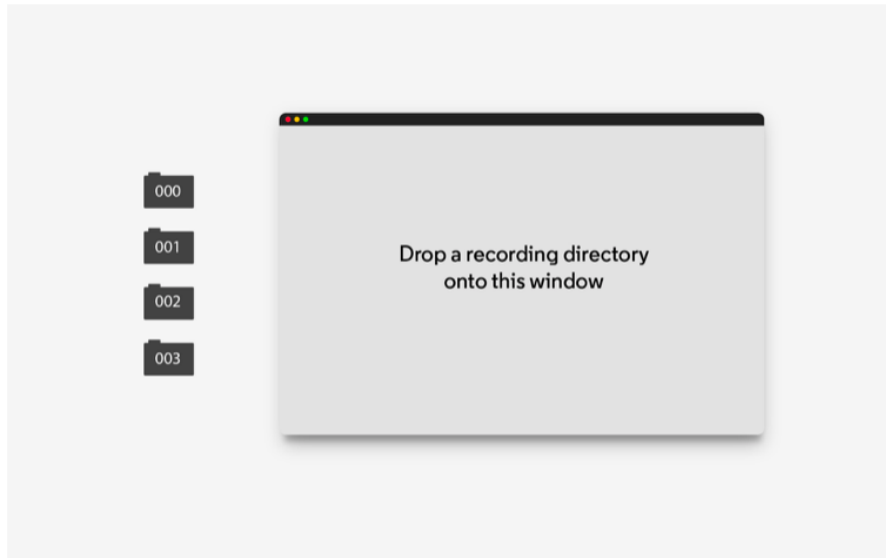 000
001
002
003
Drop a recording directory
onto this window